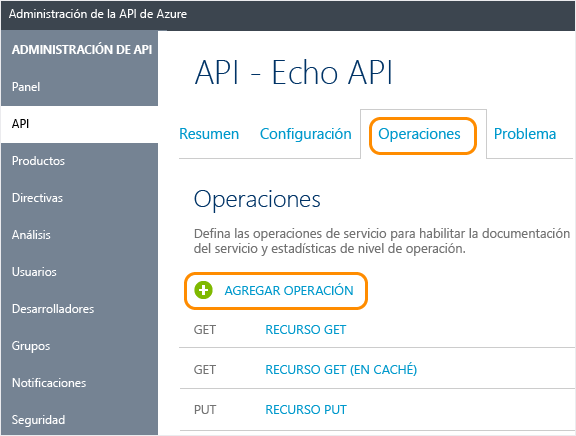 Administración de la API de Azure
ADMINISTRACIÓN DE API
Panel
API
Productos
Directivas
Análisis
Usuarios
Desarrolladores
Grupos
Notificaciones
Seguridad
API - Echo API
Resumen Configuración Operaciones Problema
Operaciones
Defina las operaciones de servicio para habilitar la documentación
del servicio y estadísticas de nivel de operación.
AGREGAR OPERACIÓN
GET RECURSO GET
GET RECURSO GET (EN CACHÉ)
PUT RECURSO PUT